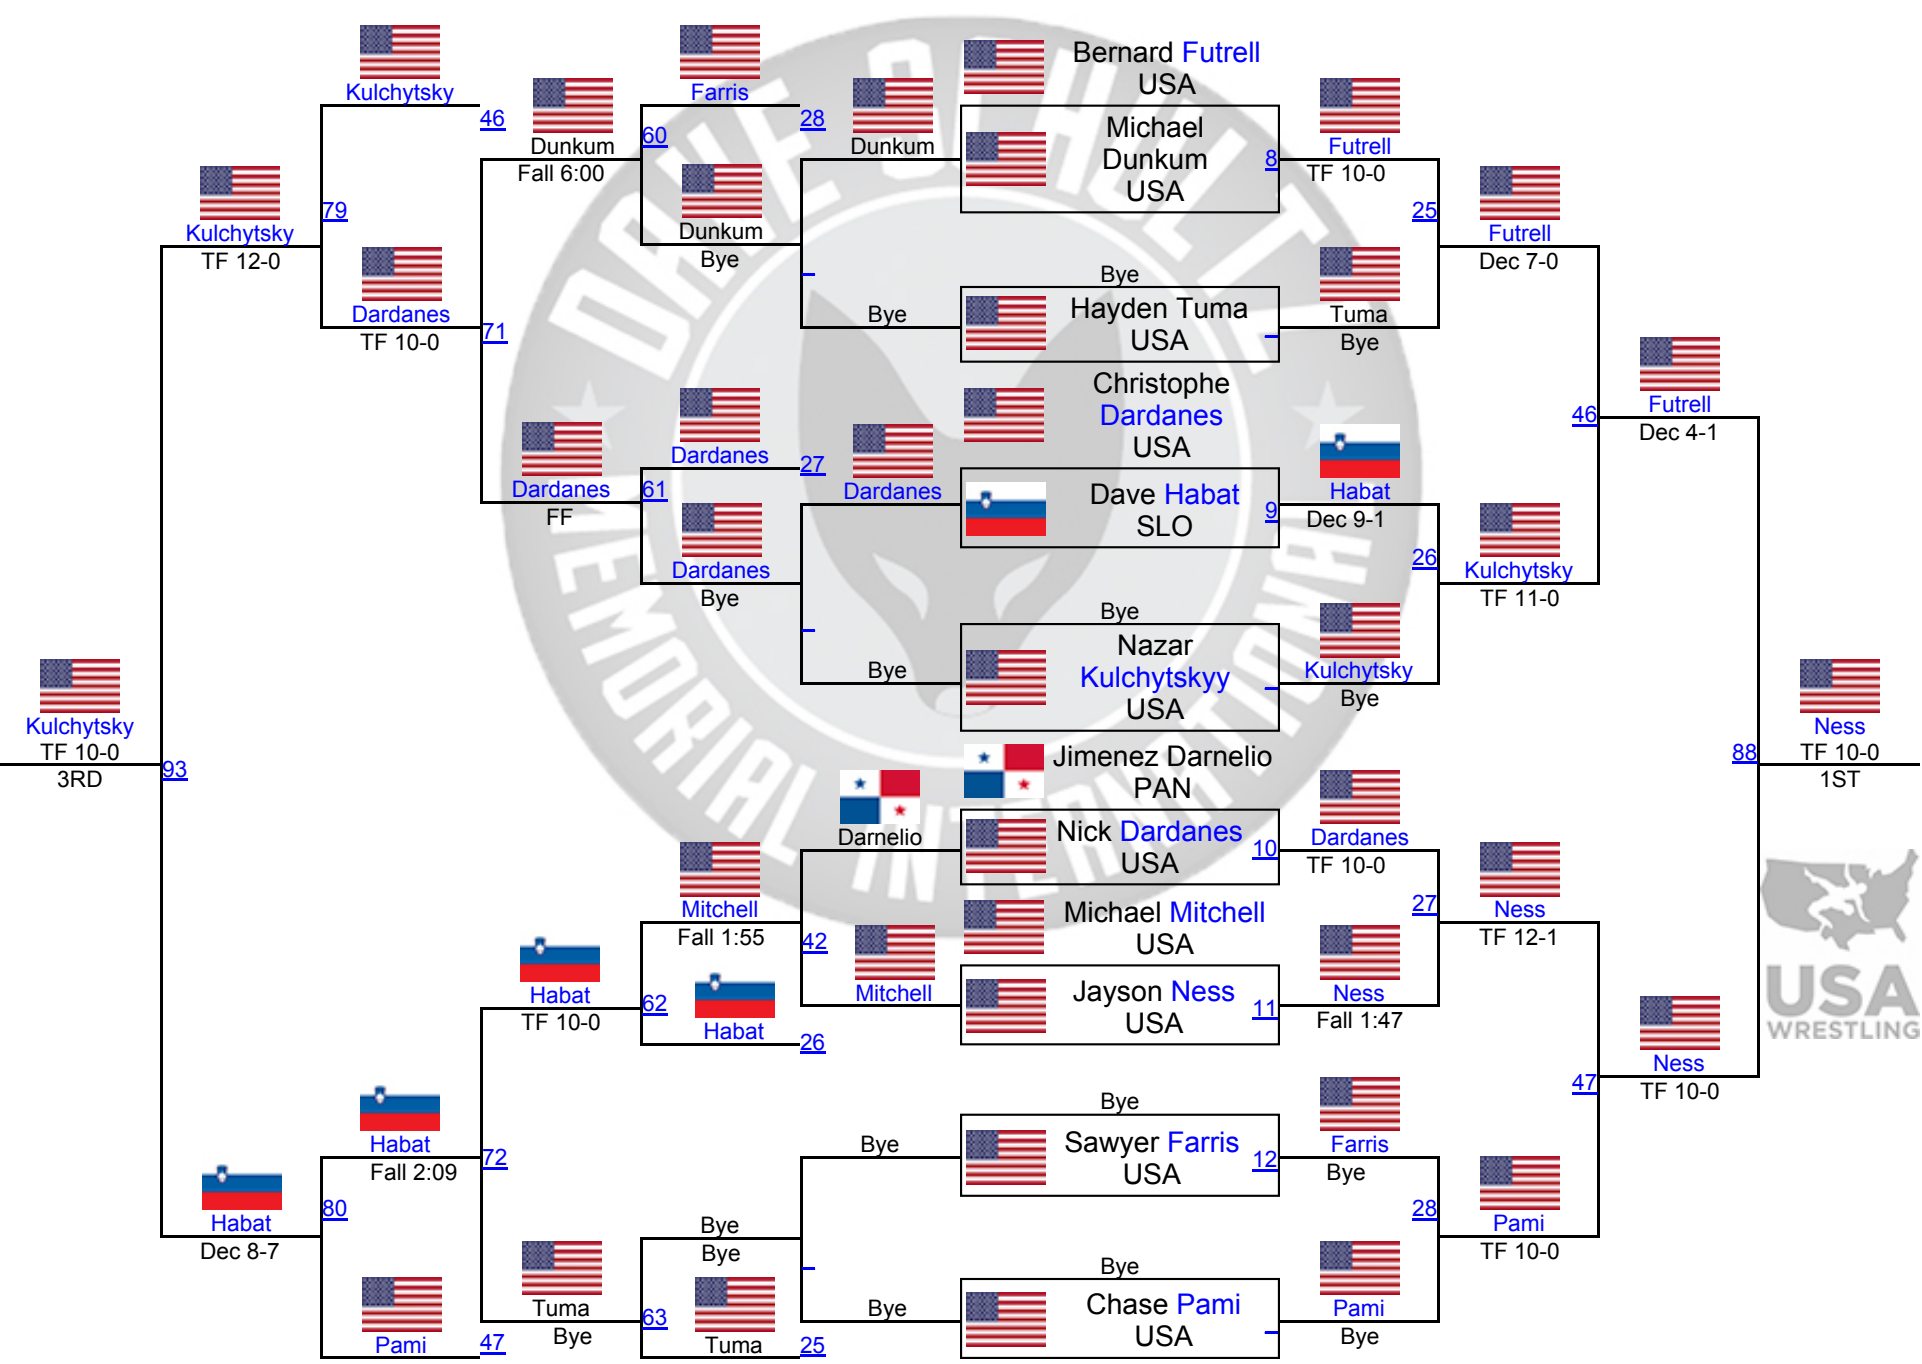 DAVE SCHULTZ
MEMORIAL INTERNATIONAL
Kulchytsky
46
Kulchytsky
TF 12-0
79
Dardanes
TF 10-0
71
Dunkum
Fall 6:00
60
Farris
28
Dunkum
Bye
Dunkum
Bye
Dardanes
FF
61
Dardanes
27
Dardanes
Bye
Dardanes
Bye
Kulchytsky
TF 10-0
3RD
93
Bernard Futrell
USA
Michael
Dunkum
USA
8
Bye
Hayden Tuma
USA
Christophe
Dardanes
USA
Dave Habat
SLO
9
Bye
Nazar
Kulchytskyy
USA
Jimenez Darnelio
PAN
Nick Dardanes
USA
10
Michael Mitchell
USA
Jayson Ness
USA
11
Bye
Sawyer Farris
USA
12
Bye
Chase Pami
USA
Futrell
TF 10-0
25
Tuma
Bye
Futrell
Dec 7-0
Habat
Dec 9-1
26
Kulchytsky
Bye
Kulchytsky
TF 11-0
46
Futrell
Dec 4-1
88
Ness
TF 10-0
1ST
Dardanes
TF 10-0
27
Ness
Fall 1:47
Ness
TF 12-1
47
Ness
TF 10-0
Farris
Bye
28
Pami
Bye
Pami
TF 10-0
USA
WRESTLING
Darnelio
Mitchell
Fall 1:55
42
Mitchell
Habat
TF 10-0
62
Habat
26
Habat
Fall 2:09
72
Habat
Dec 8-7
80
Pami
47
Tuma
Bye
63
Bye
Bye
Tuma
25
Bye
Bye